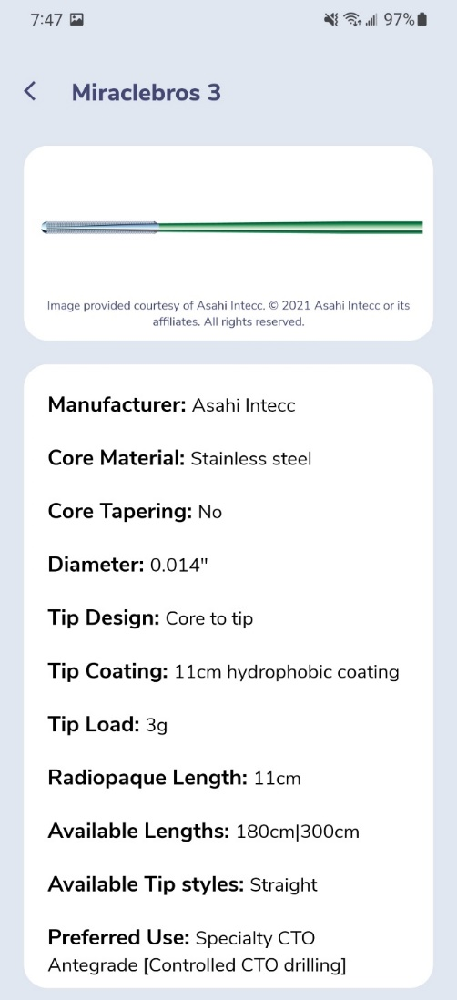 7:47
97%
Miraclebros 3
Image provided courtesy of Asahi Intecc. © 2021 Asahi Intecc or its
affiliates. All rights reserved.
Manufacturer: Asahi Intecc
Core Material: Stainless steel
Core Tapering: No
Diameter: 0.014"
Tip Design: Core to tip
Tip Coating: 11cm hydrophobic coating
Tip Load: 3g
Radiopaque Length: 11cm
Available Lengths: 180cm|300cm
Available Tip styles: Straight
Preferred Use: Specialty CTO
Antegrade [Controlled CTO drilling]